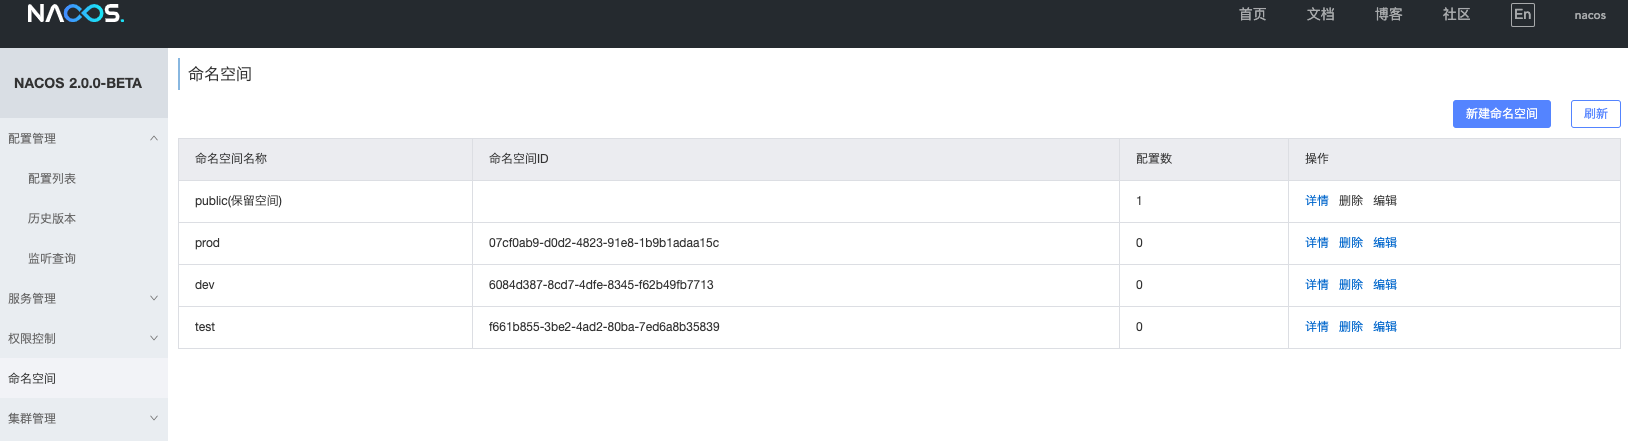 NACOS.
首页 文档 博客 社区 En nacos
NACOS 2.0.0-BETA
配置管理
配置列表
历史版本
监听查询
服务管理
权限控制
命名空间
集群管理
命名空间
新建命名空间 刷新
命名空间名称 命名空间ID 配置数 操作
public(保留空间) 1 详情 删除 编辑
prod 07cf0ab9-d0d2-4823-91e8-1b9b1adaa15c 0 详情 删除 编辑
dev 6084d387-8cd7-4dfe-8345-f62b49fb7713 0 详情 删除 编辑
test f661b855-3be2-4ad2-80ba-7ed6a8b35839 0 详情 删除 编辑